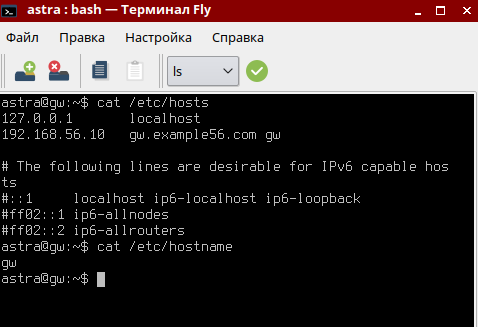 astra : bash — Терминал Fly
Файл Правка Настройка Справка
ls
astra@gw:~$ cat /etc/hosts
127.0.0.1 localhost
192.168.56.10 gw.example56.com gw
# The following lines are desirable for IPv6 capable hos
ts
#::1 localhost ip6-localhost ip6-loopback
#ff02::1 ip6-allnodes
#ff02::2 ip6-allrouters
astra@gw:~$ cat /etc/hostname
gw
astra@gw:~$